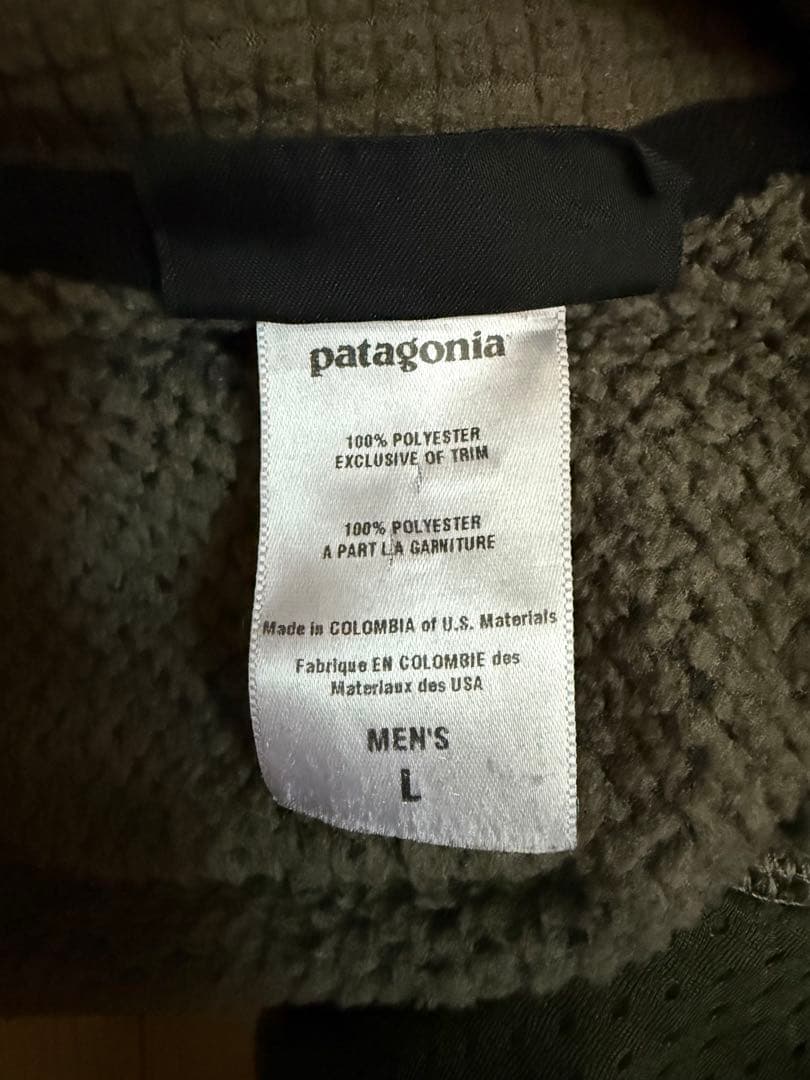 patagonia
100% POLYESTER
EXCLUSIVE OF TRIM
100% POLYESTER
A PART LA GARNITURE
Made in COLOMBIA of U.S. Materials
Fabrique EN COLOMBIE des
Materiaux des USA
MEN'S
L